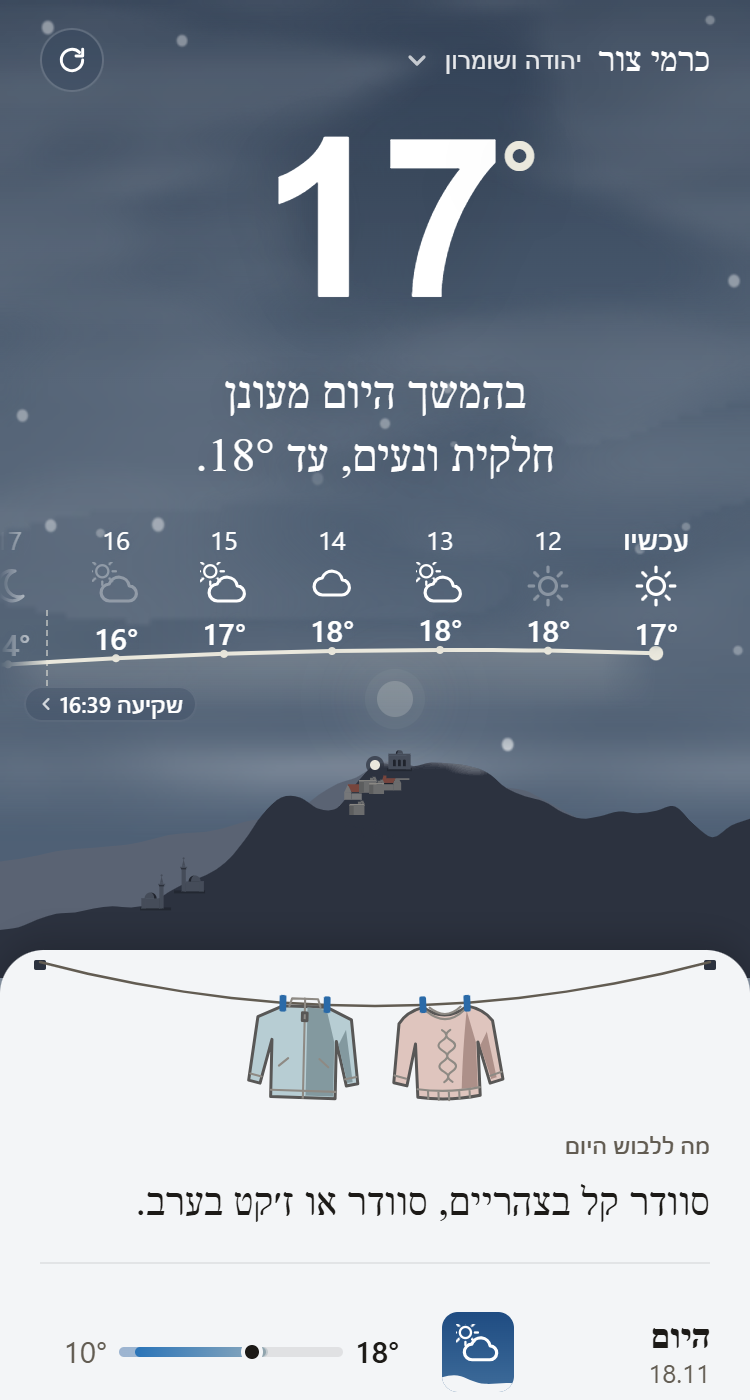 כרמי צור יהודה ושומרון
17°
בהמשך היום מעונן
חלקית ונעים, עד 18°.
עכשיו 12 13 14 15 16
17° 18° 18° 18° 17° 16°
שקיעה 16:39
מה ללבוש היום
סוודר קל בצהריים, סוודר או ז'קט בערב.
היום 18° 10°
18.11